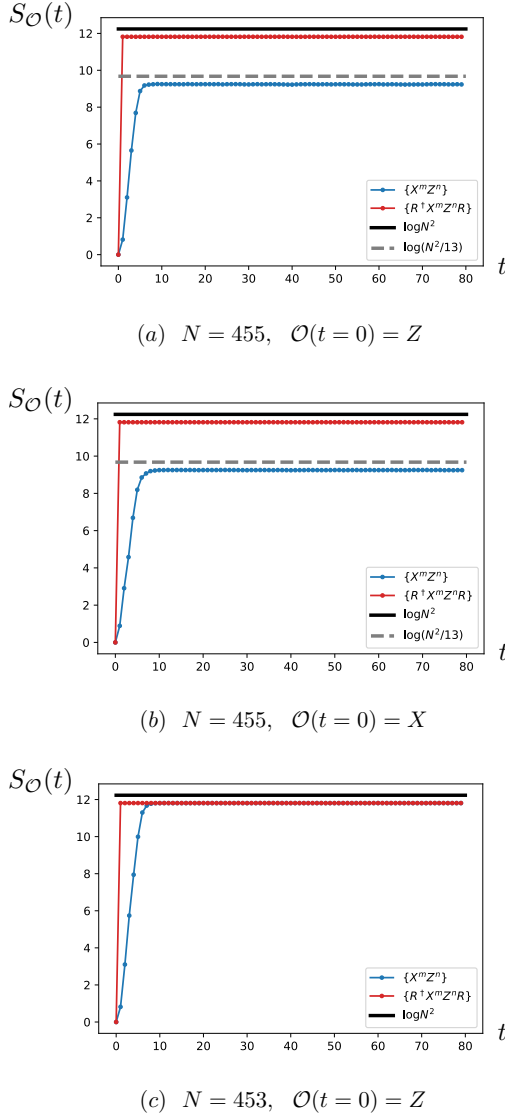 S_O(t)
12
10
8
6
4
2
0
{X^m Z^n}
{R^†X^m Z^n R}
logN^2
log(N^2/13)
0 10 20 30 40 50 60 70 80
t
(a) N = 455, O(t = 0) = Z
S_O(t)
12
10
8
6
4
2
0
{X^m Z^n}
{R^†X^m Z^n R}
logN^2
log(N^2/13)
0 10 20 30 40 50 60 70 80
t
(b) N = 455, O(t = 0) = X
S_O(t)
12
10
8
6
4
2
0
{X^m Z^n}
{R^†X^m Z^n R}
logN^2
0 10 20 30 40 50 60 70 80
t
(c) N = 453, O(t = 0) = Z